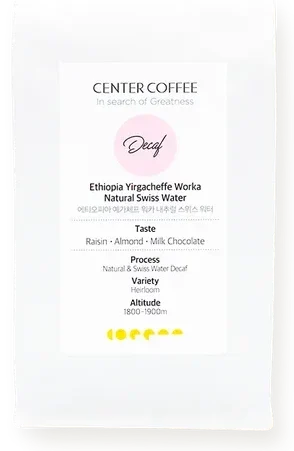 CENTER COFFEE
In search of Greatness
Decaf
Ethiopia Yirgacheffe Worka
Natural Swiss Water
에티오피아 예가체프 워카 내추럴 스위스 워터
Taste
Raisin • Almond • Milk Chocolate
Process
Natural & Swiss Water Decaf
Variety
Heirloom
Altitude
1800-1900m